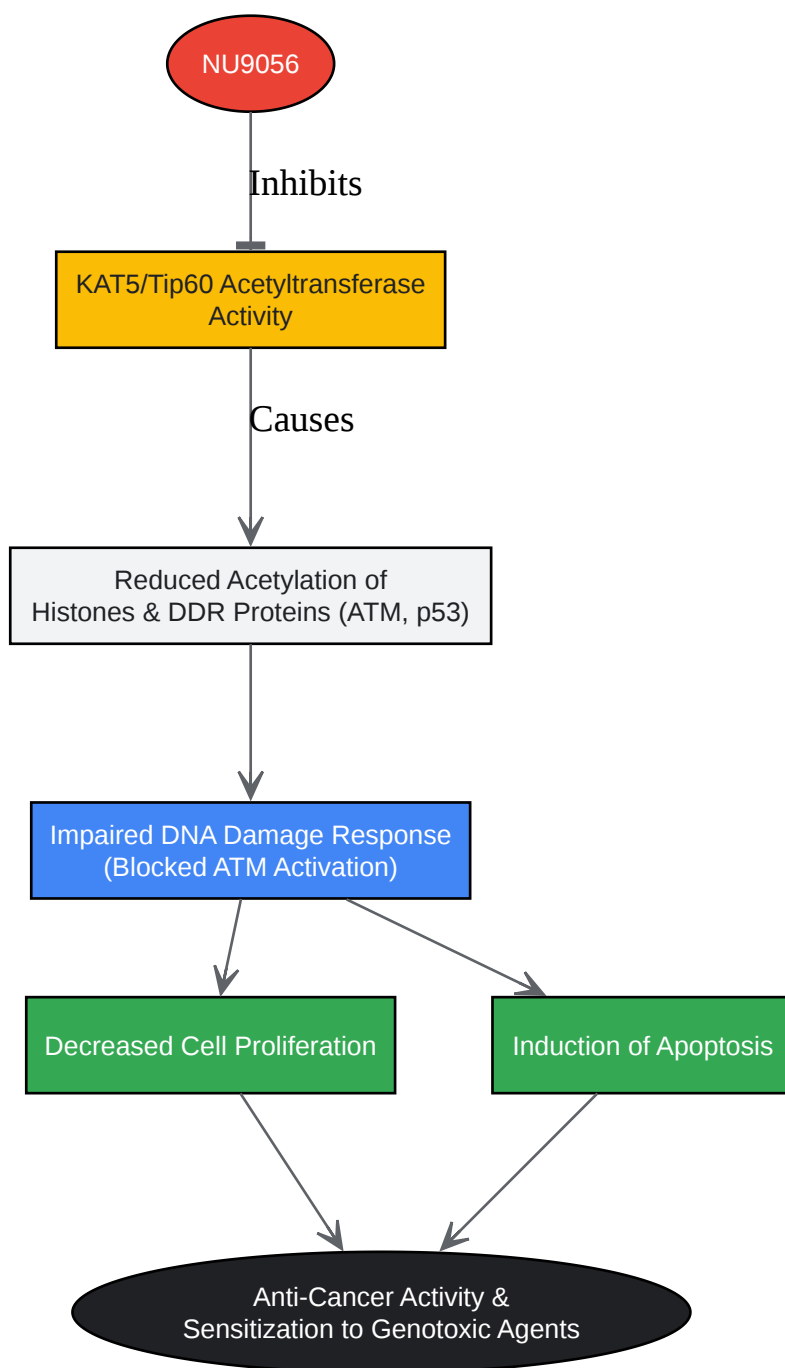 NU9056
Inhibits
KAT5/Tip60 Acetyltransferase
Activity
Causes
Reduced Acetylation of
Histones & DDR Proteins (ATM, p53)
Impaired DNA Damage Response
(Blocked ATM Activation)
Decreased Cell Proliferation
Induction of Apoptosis
Anti-Cancer Activity &
Sensitization to Genotoxic Agents